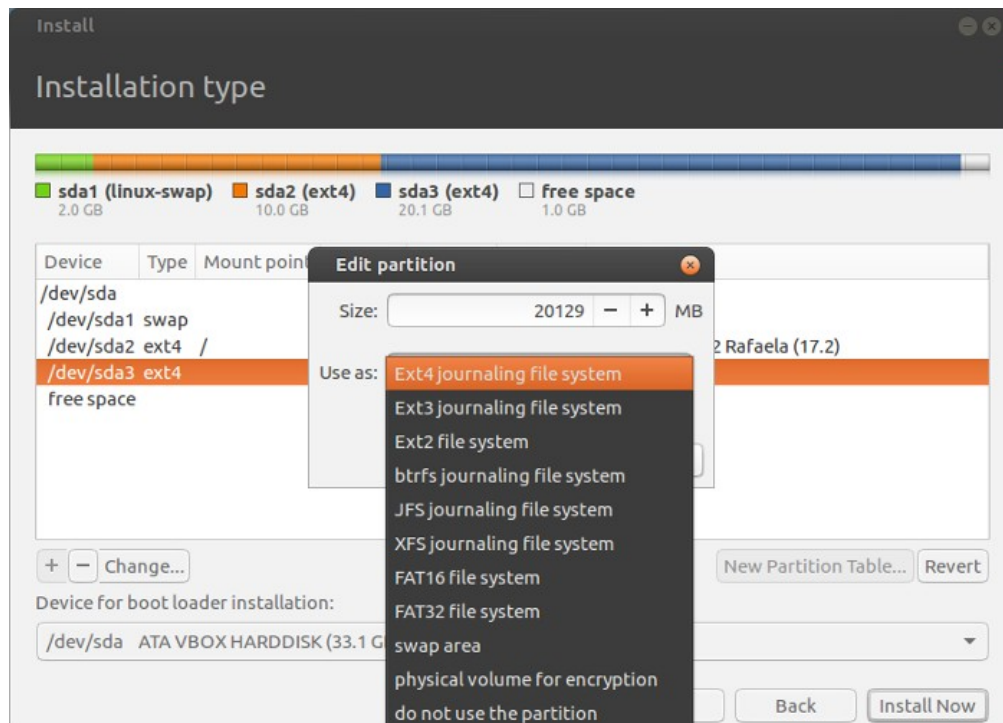 Install
Installation type
sda1 (linux-swap) sda2 (ext4) sda3 (ext4) free space
2.0 GB 10.0 GB 20.1 GB 1.0 GB
Device Type Mount point
/dev/sda
/dev/sda1 swap
/dev/sda2 ext4 / 2 Rafaela (17.2)
/dev/sda3 ext4
free space
Edit partition
Size: 20129 − + MB
Use as: Ext4 journaling file system
Ext3 journaling file system
Ext2 file system
btrfs journaling file system
JFS journaling file system
XFS journaling file system
FAT16 file system
FAT32 file system
swap area
physical volume for encryption
do not use the partition
+ − Change... New Partition Table... Revert
Device for boot loader installation:
/dev/sda ATA VBOX HARDDISK (33.1 G
Back Install Now